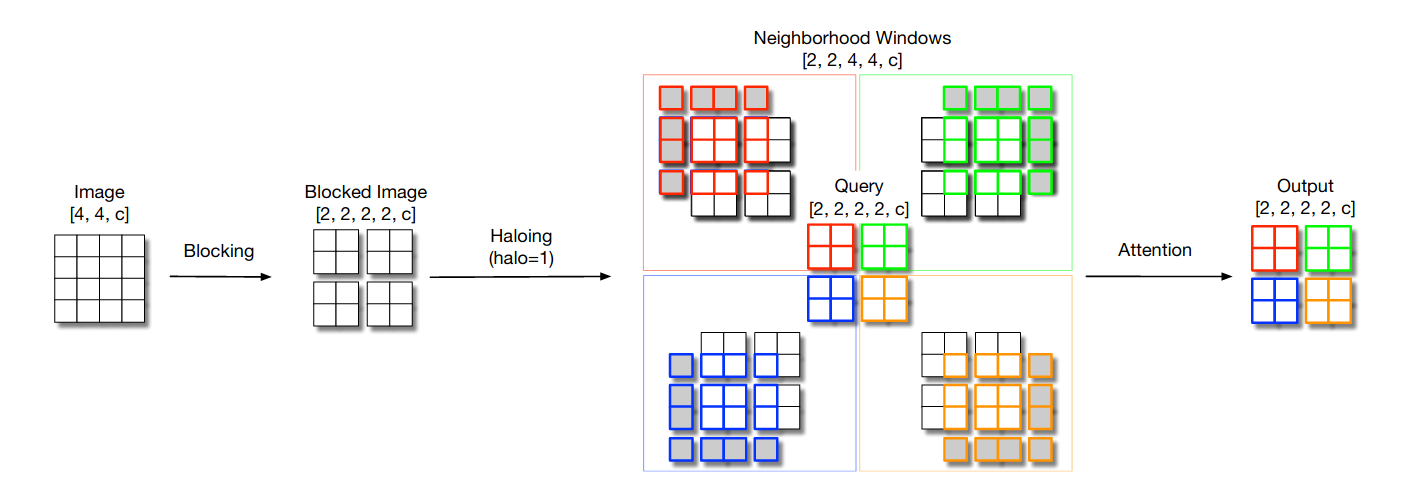 Image
[4, 4, c]
Blocking
Blocked Image
[2, 2, 2, 2, c]
Haloing
(halo=1)
Neighborhood Windows
[2, 2, 4, 4, c]
Query
[2, 2, 2, 2, c]
Attention
Output
[2, 2, 2, 2, c]